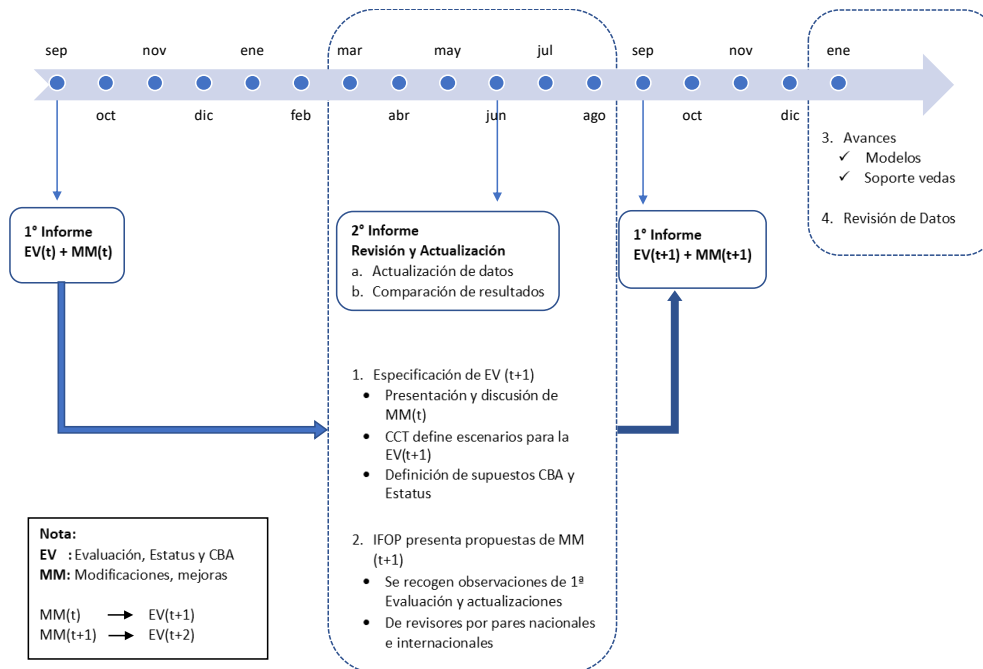 sep nov ene mar may jul sep nov ene
oct dic feb abr jun ago oct dic
1° Informe
EV(t) + MM(t)
2° Informe
Revisión y Actualización
a. Actualización de datos
b. Comparación de resultados
1° Informe
EV(t+1) + MM(t+1)
3. Avances
✓ Modelos
✓ Soporte vedas
4. Revisión de Datos
1. Especificación de EV (t+1)
• Presentación y discusión de
MM(t)
• CCT define escenarios para la
EV(t+1)
• Definición de supuestos CBA y
Estatus
2. IFOP presenta propuestas de MM
(t+1)
• Se recogen observaciones de 1ª
Evaluación y actualizaciones
• De revisores por pares nacionales
e internacionales
Nota:
EV : Evaluación, Estatus y CBA
MM: Modificaciones, mejoras
MM(t) → EV(t+1)
MM(t+1) → EV(t+2)